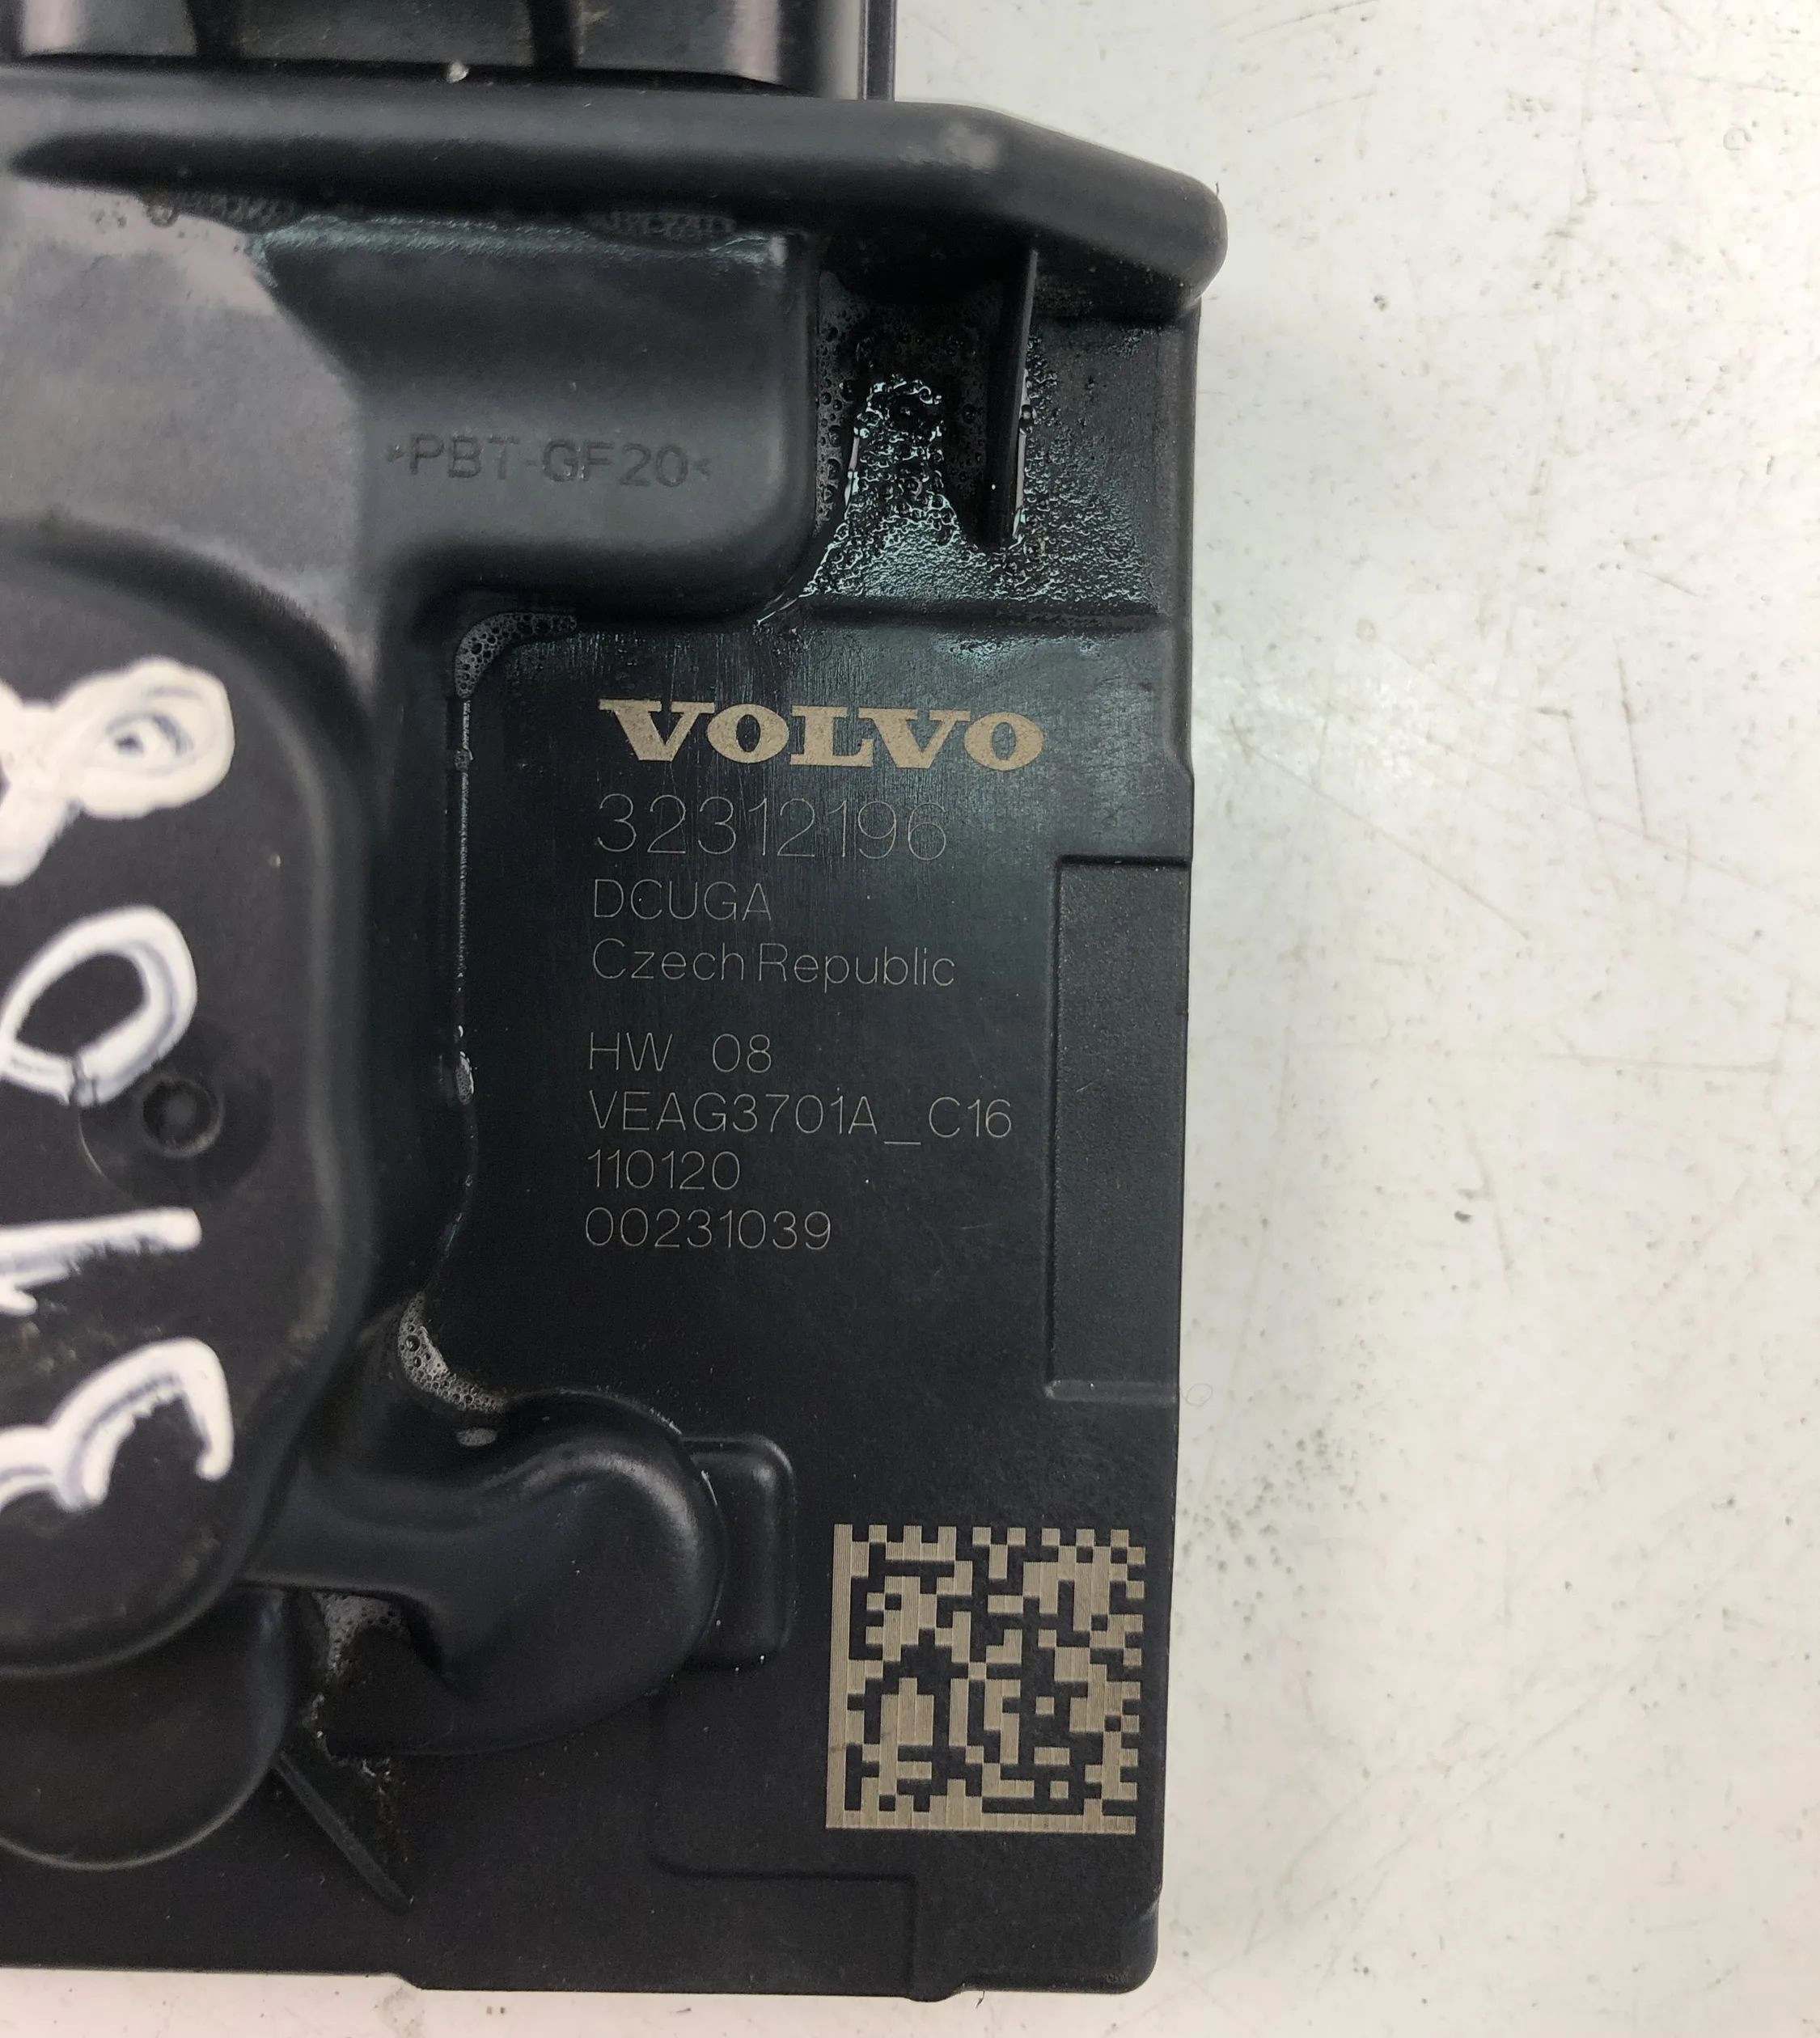 >PBT-GF20<
VOLVO
32312196
DCUGA
Czech Republic
HW 08
VEAG3701A_C16
110120
00231039